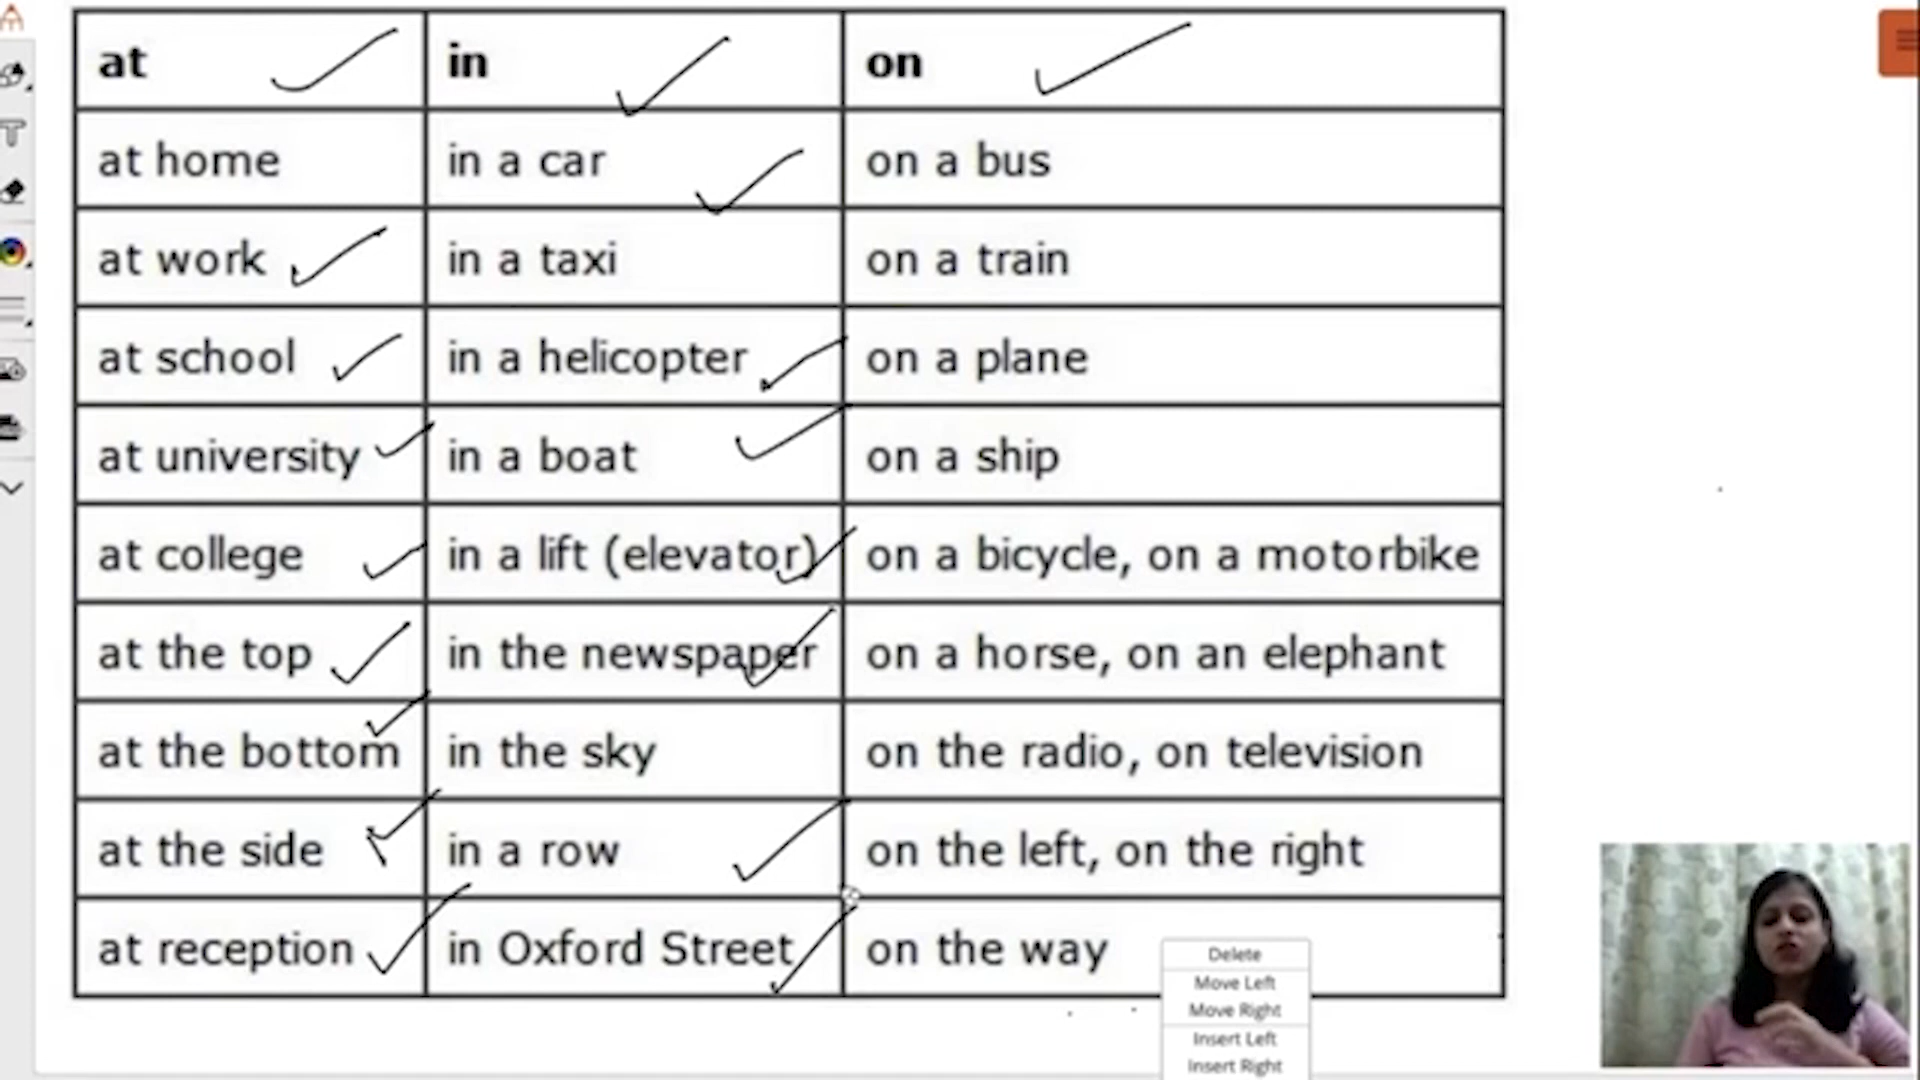 at in on
at home in a car on a bus
at work in a taxi on a train
at school in a helicopter on a plane
at university in a boat on a ship
at college in a lift (elevator) on a bicycle, on a motorbike
at the top in the newspaper on a horse, on an elephant
at the bottom in the sky on the radio, on television
at the side in a row on the left, on the right
at reception in Oxford Street on the way
Delete
Move Left
Move Right
Insert Left
Insert Right